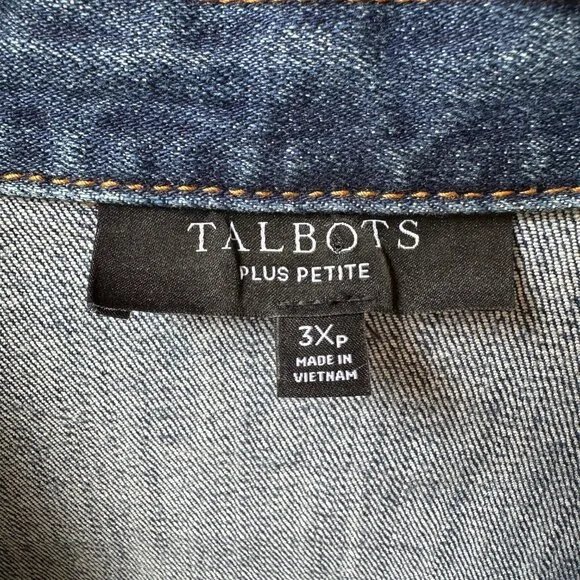 TALBOTS
PLUS PETITE
3XP
MADE IN
VIETNAM